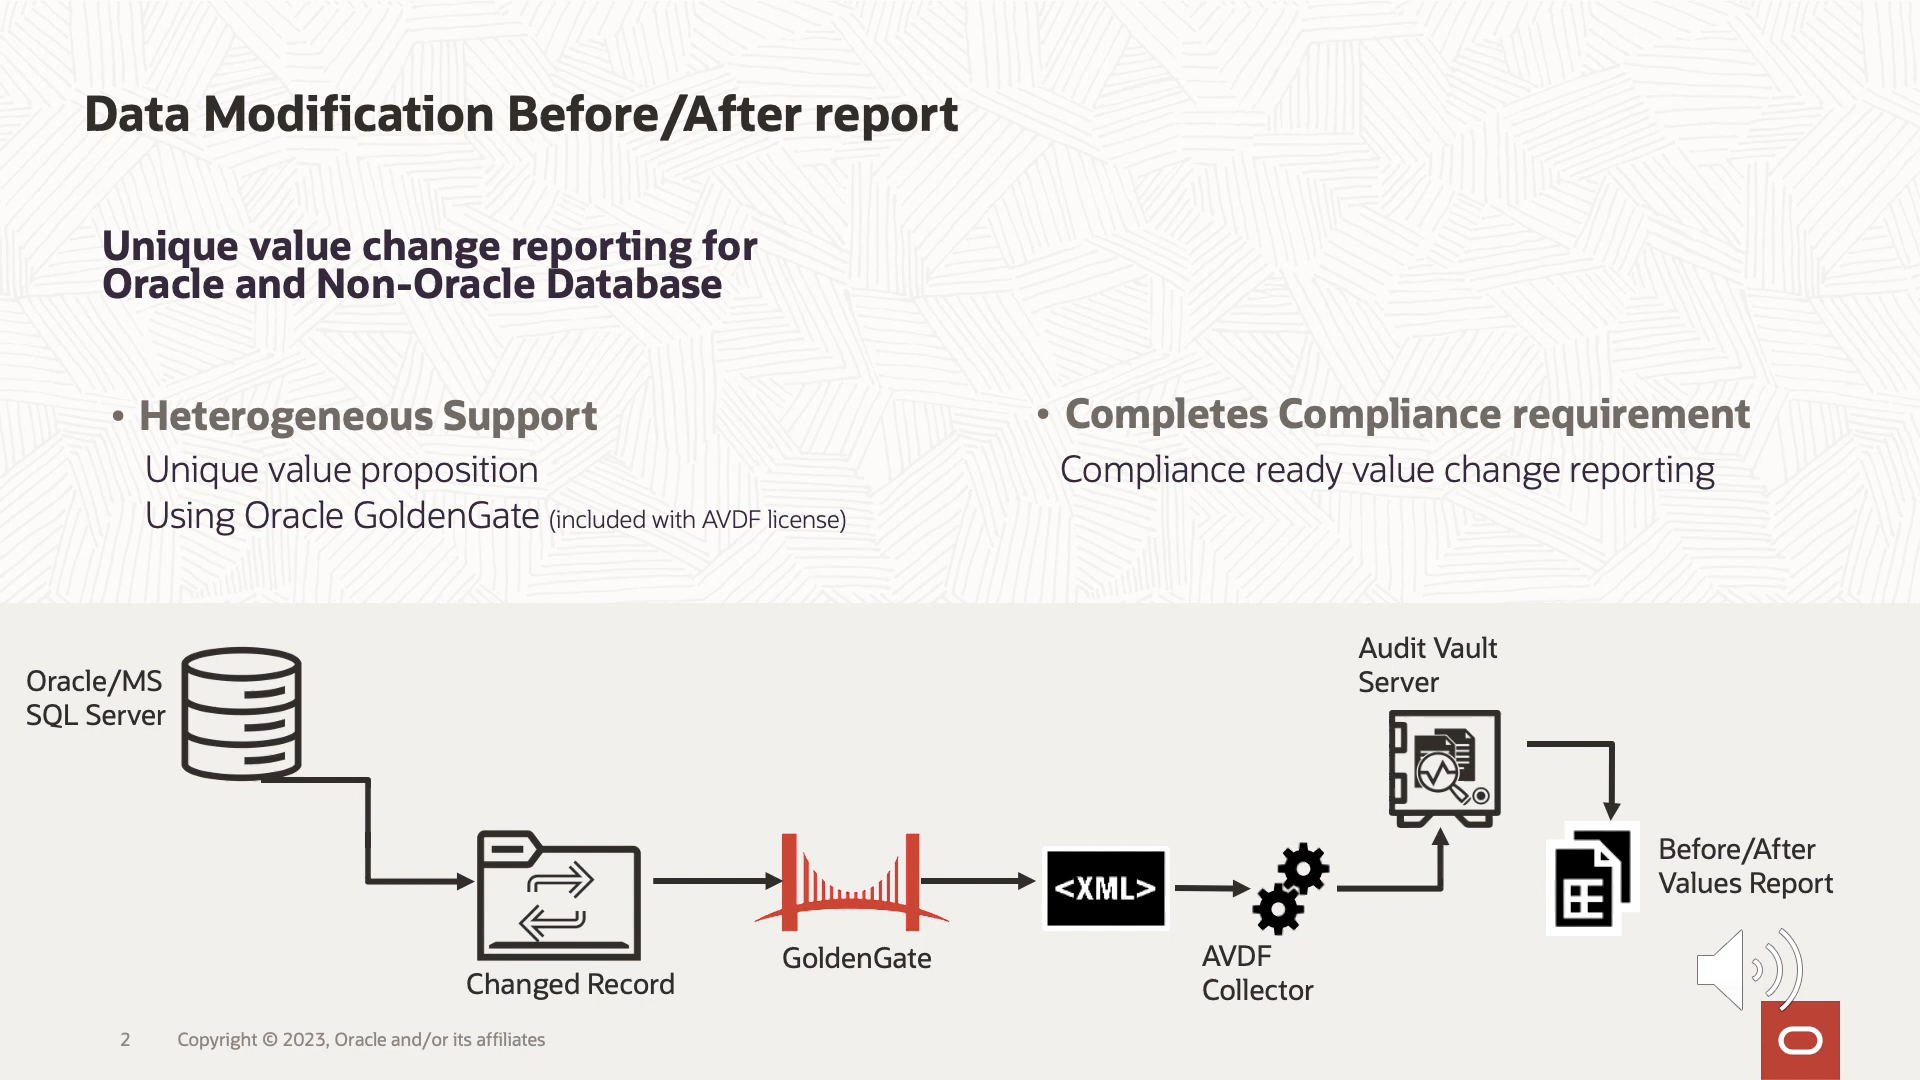 Data Modification Before/After report
Unique value change reporting for
Oracle and Non-Oracle Database
• Heterogeneous Support
Unique value proposition
Using Oracle GoldenGate (included with AVDF license)
• Completes Compliance requirement
Compliance ready value change reporting
Oracle/MS
SQL Server
Changed Record
GoldenGate
<XML>
AVDF
Collector
Audit Vault
Server
Before/After
Values Report
2
Copyright © 2023, Oracle and/or its affiliates